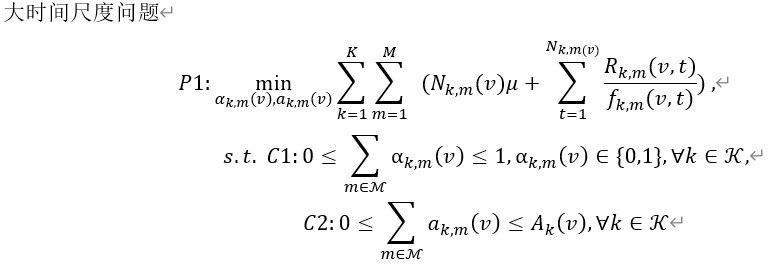 大时间尺度问题↵
P1: min_{α_{k,m}(v),a_{k,m}(v)} ∑_{k=1}^{K} ∑_{m=1}^{M} (N_{k,m}(v)μ + ∑_{t=1}^{N_{k,m(v)}} R_{k,m}(v,t)/f_{k,m}(v,t)) ,↵
s.t. C1: 0 ≤ ∑_{m∈ℳ} α_{k,m}(v) ≤ 1, α_{k,m}(v) ∈ {0,1}, ∀k ∈ 𝒦,↵
C2: 0 ≤ ∑_{m∈ℳ} a_{k,m}(v) ≤ A_k(v), ∀k ∈ 𝒦↵